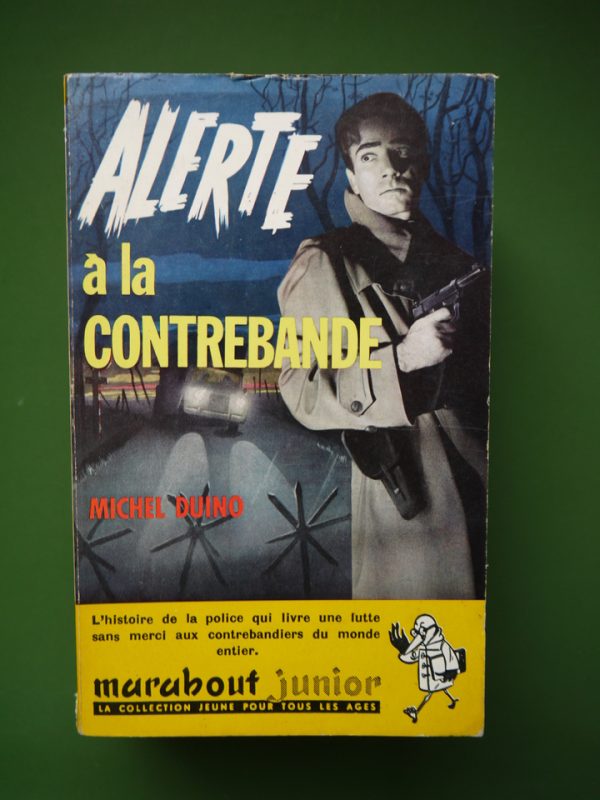 ALERTE
à la
CONTREBANDE
MICHEL DUINO
L'histoire de la police qui livre une lutte
sans merci aux contrebandiers du monde
entier.
marabout junior
LA COLLECTION JEUNE POUR TOUS LES AGES